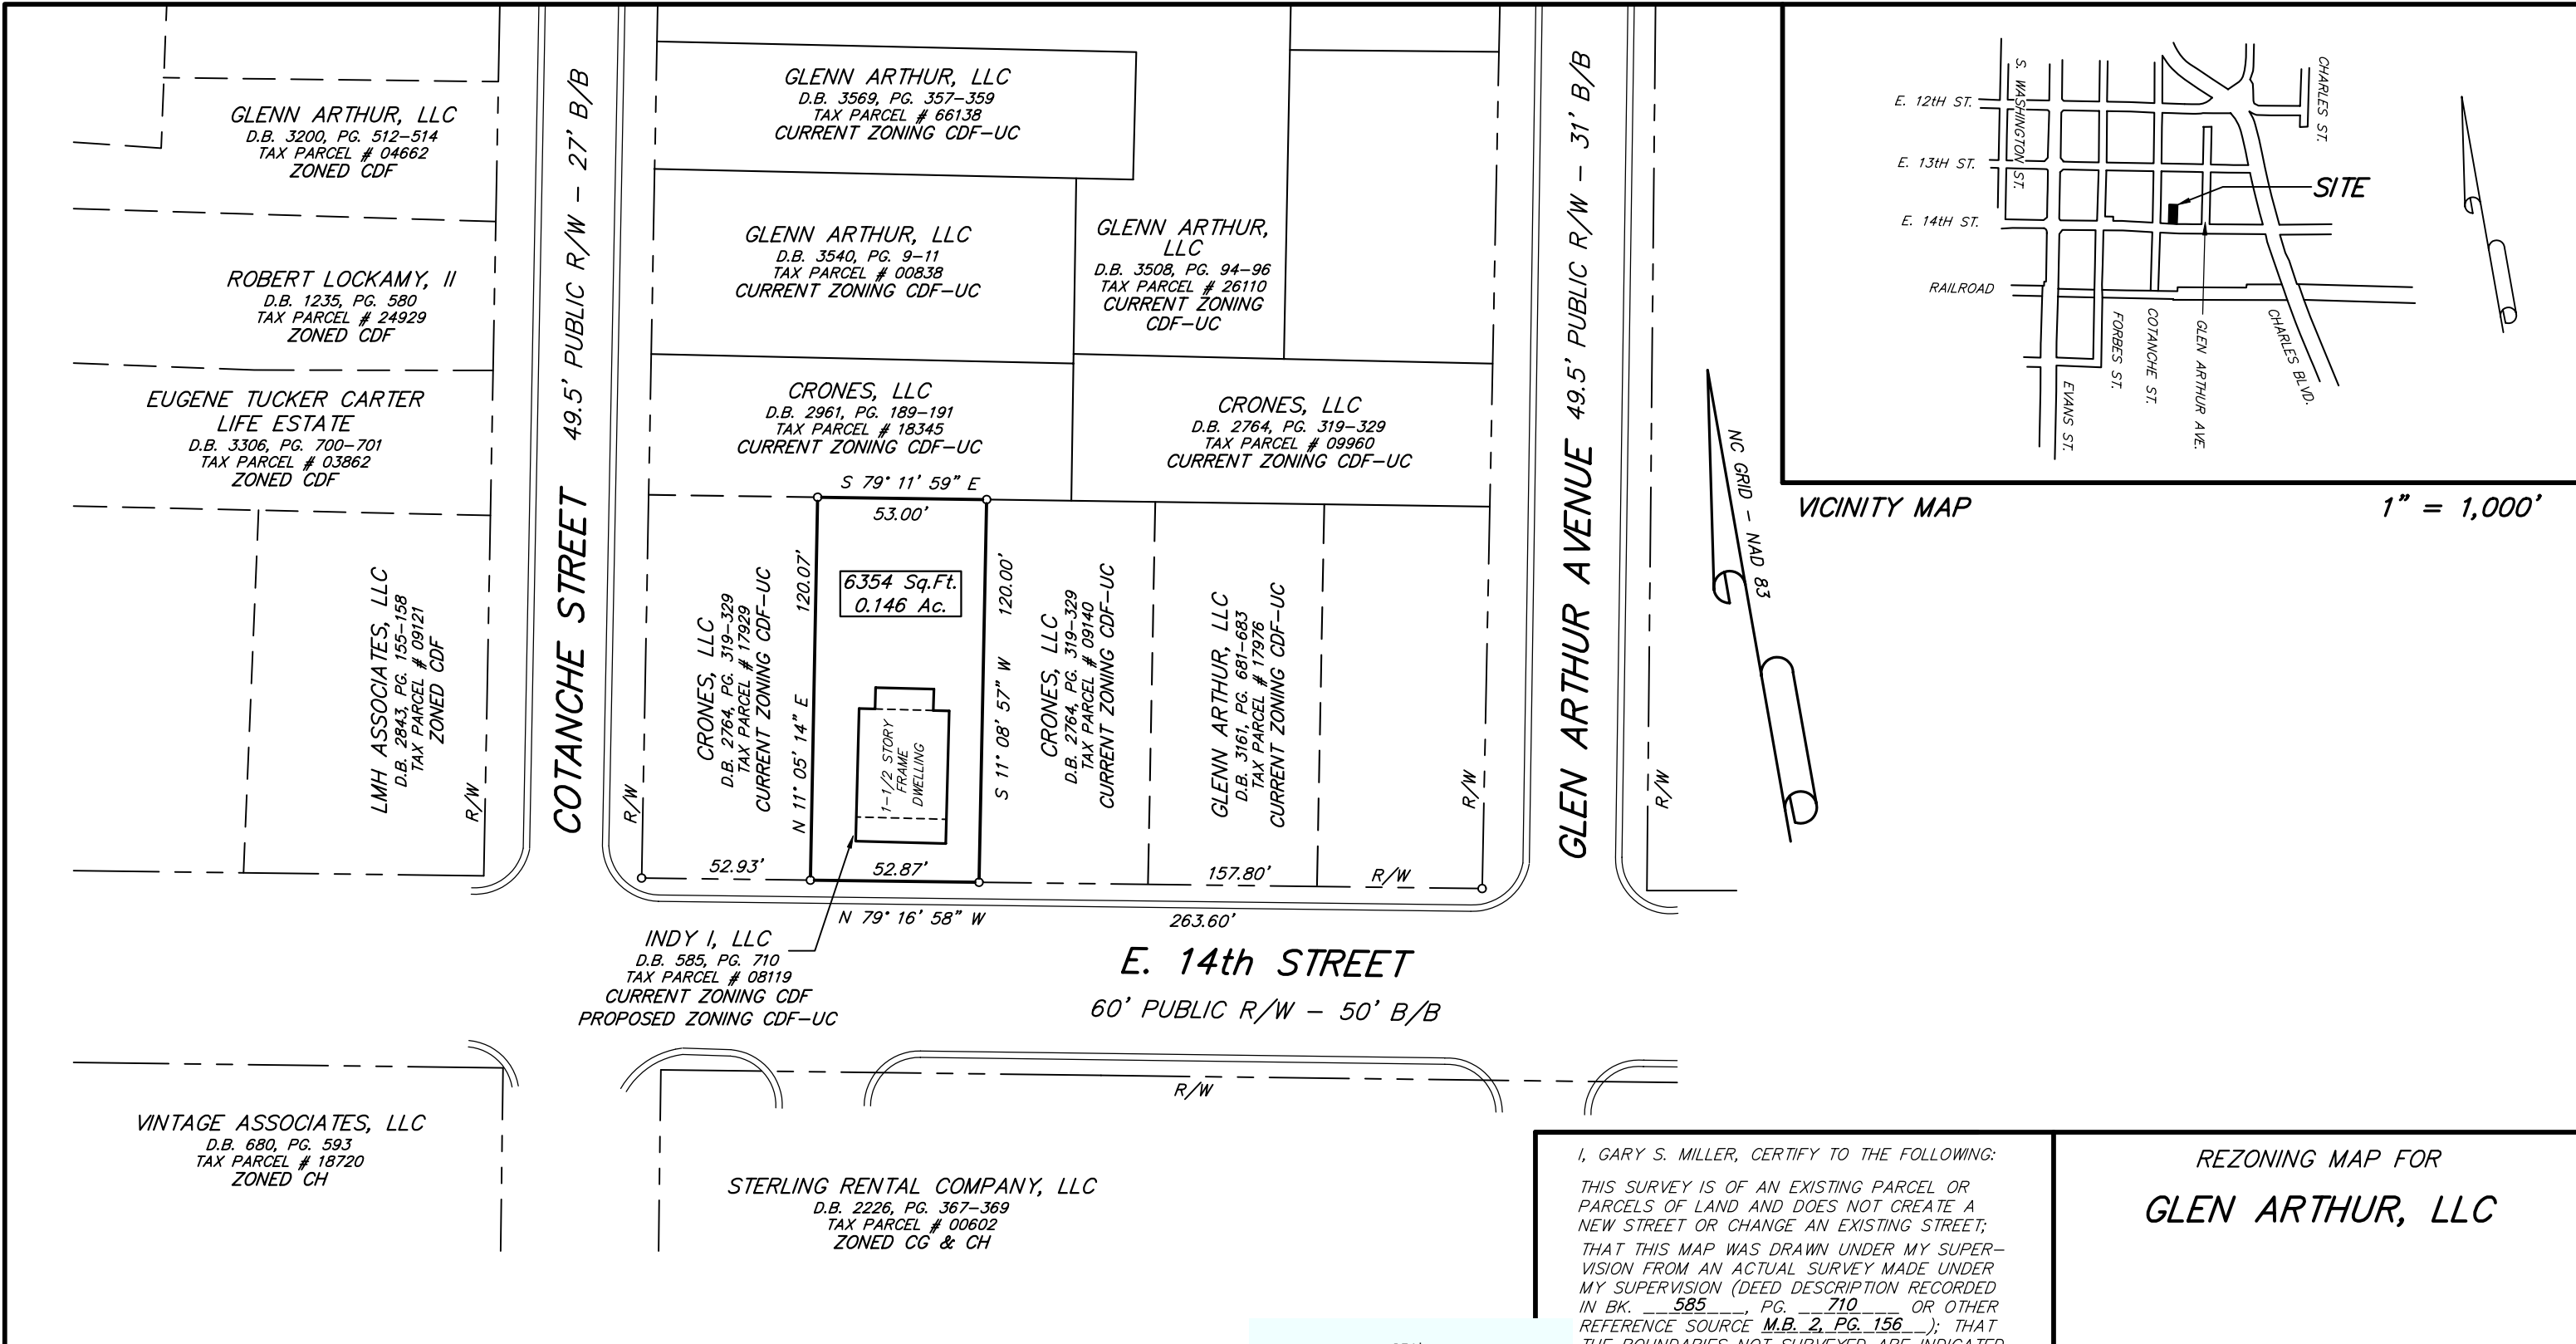 GLENN ARTHUR, LLC
D.B. 3200, PG. 512-514
TAX PARCEL # 04662
ZONED CDF
ROBERT LOCKAMY, II
D.B. 1235, PG. 580
TAX PARCEL # 24929
ZONED CDF
EUGENE TUCKER CARTER
LIFE ESTATE
D.B. 3306, PG. 700-701
TAX PARCEL # 03862
ZONED CDF
LMH ASSOCIATES, LLC
D.B. 2843, PG. 155-158
TAX PARCEL # 09121
ZONED CDF
R/W
COTANCHE STREET 49.5' PUBLIC R/W - 27' B/B
R/W
GLENN ARTHUR, LLC
D.B. 3569, PG. 357-359
TAX PARCEL # 66138
CURRENT ZONING CDF-UC
GLENN ARTHUR, LLC
D.B. 3540, PG. 9-11
TAX PARCEL # 00838
CURRENT ZONING CDF-UC
GLENN ARTHUR,
LLC
D.B. 3508, PG. 94-96
TAX PARCEL # 26110
CURRENT ZONING
CDF-UC
CRONES, LLC
D.B. 2961, PG. 189-191
TAX PARCEL # 18345
CURRENT ZONING CDF-UC
CRONES, LLC
D.B. 2764, PG. 319-329
TAX PARCEL # 09960
CURRENT ZONING CDF-UC
S 79° 11' 59" E
53.00'
CRONES, LLC
D.B. 2764, PG. 319-329
TAX PARCEL # 17929
CURRENT ZONING CDF-UC
N 11° 05' 14" E 120.07'
6354 Sq.Ft.
0.146 Ac.
1-1/2 STORY
FRAME
DWELLING
S 11° 08' 57" W 120.00'
CRONES, LLC
D.B. 2764, PG. 319-329
TAX PARCEL # 09140
CURRENT ZONING CDF-UC
GLENN ARTHUR, LLC
D.B. 3161, PG. 681-683
TAX PARCEL # 17976
CURRENT ZONING CDF-UC
R/W
52.93'
52.87'
157.80'
R/W
N 79° 16' 58" W
263.60'
GLEN ARTHUR AVENUE 49.5' PUBLIC R/W - 31' B/B
R/W
NC GRID - NAD 83
INDY I, LLC
D.B. 585, PG. 710
TAX PARCEL # 08119
CURRENT ZONING CDF
PROPOSED ZONING CDF-UC
E. 14th STREET
60' PUBLIC R/W - 50' B/B
R/W
VINTAGE ASSOCIATES, LLC
D.B. 680, PG. 593
TAX PARCEL # 18720
ZONED CH
STERLING RENTAL COMPANY, LLC
D.B. 2226, PG. 367-369
TAX PARCEL # 00602
ZONED CG & CH
S. WASHINGTON ST.
CHARLES ST.
E. 12tH ST.
E. 13tH ST.
E. 14tH ST.
SITE
RAILROAD
EVANS ST.
FORBES ST.
COTANCHE ST.
GLEN ARTHUR AVE.
CHARLES BLVD.
VICINITY MAP
1" = 1,000'
I, GARY S. MILLER, CERTIFY TO THE FOLLOWING:
THIS SURVEY IS OF AN EXISTING PARCEL OR
PARCELS OF LAND AND DOES NOT CREATE A
NEW STREET OR CHANGE AN EXISTING STREET;
THAT THIS MAP WAS DRAWN UNDER MY SUPER-
VISION FROM AN ACTUAL SURVEY MADE UNDER
MY SUPERVISION (DEED DESCRIPTION RECORDED
IN BK. 585, PG. 710 OR OTHER
REFERENCE SOURCE M.B. 2, PG. 156); THAT
THE BOUNDARIES NOT SURVEYED ARE INDICATED
REZONING MAP FOR
GLEN ARTHUR, LLC